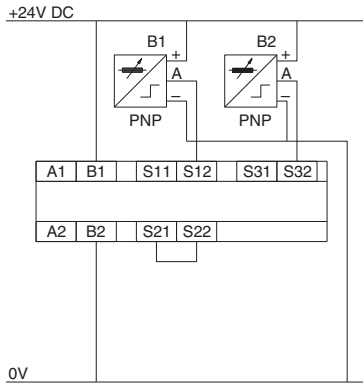 +24V DC
B1 B2
+ +
A A
– –
PNP PNP
A1 B1 S11 S12 S31 S32
A2 B2 S21 S22
0V